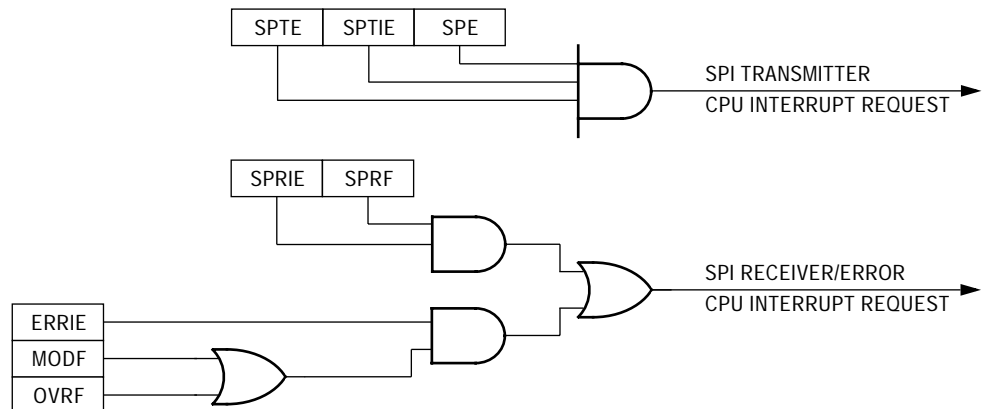 SPTE SPTIE SPE
SPI TRANSMITTER
CPU INTERRUPT REQUEST
SPRIE SPRF
SPI RECEIVER/ERROR
CPU INTERRUPT REQUEST
ERRIE
MODF
OVRF